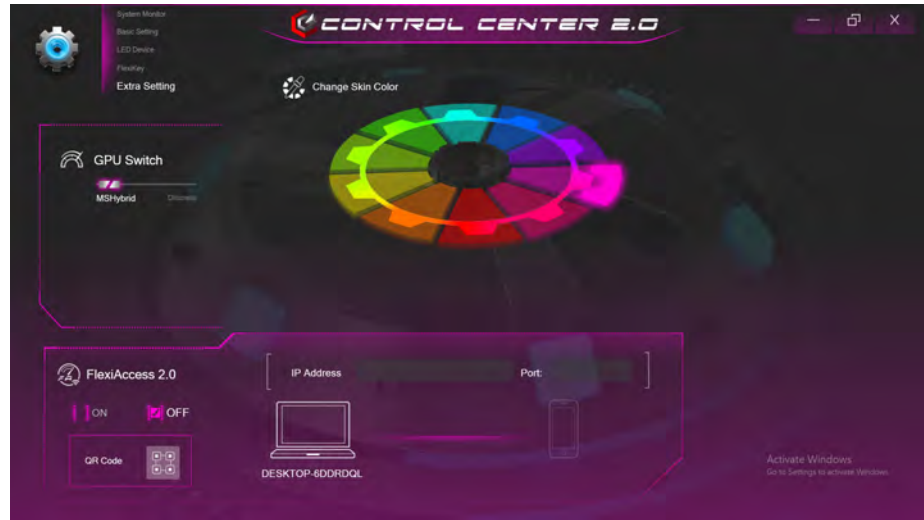 System Monitor
Basic Setting
LED Device
FlexiKey
Extra Setting
CONTROL CENTER 2.0
Change Skin Color
GPU Switch
MSHybrid Discrete
FlexiAccess 2.0
ON OFF
QR Code
IP Address Port:
DESKTOP-6DDRDQL
Activate Windows
Go to Settings to activate Windows.